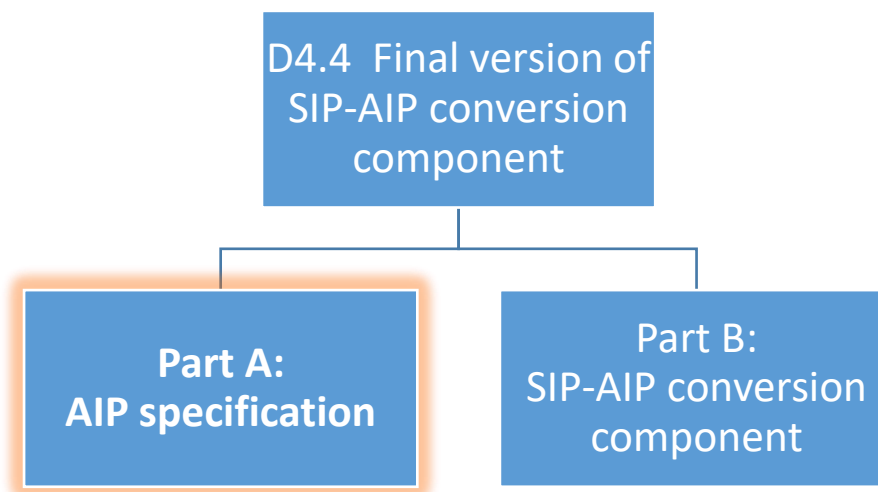 D4.4 Final version of
SIP-AIP conversion
component
Part A:
AIP specification
Part B:
SIP-AIP conversion
component